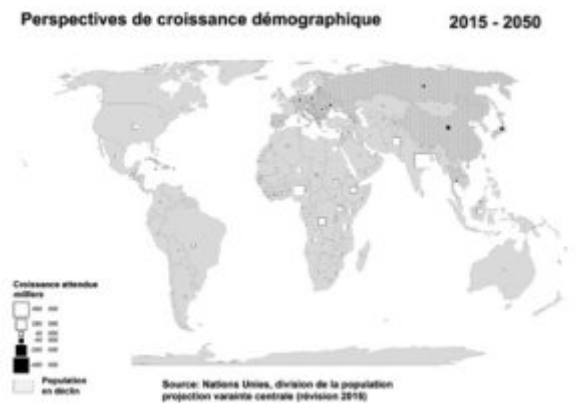 Perspectives de croissance démographique 2015 - 2050
Croissance attendue
milliers
Population
en déclin
Source: Nations Unies, division de la population
projection varainte centrale (révision 2015)